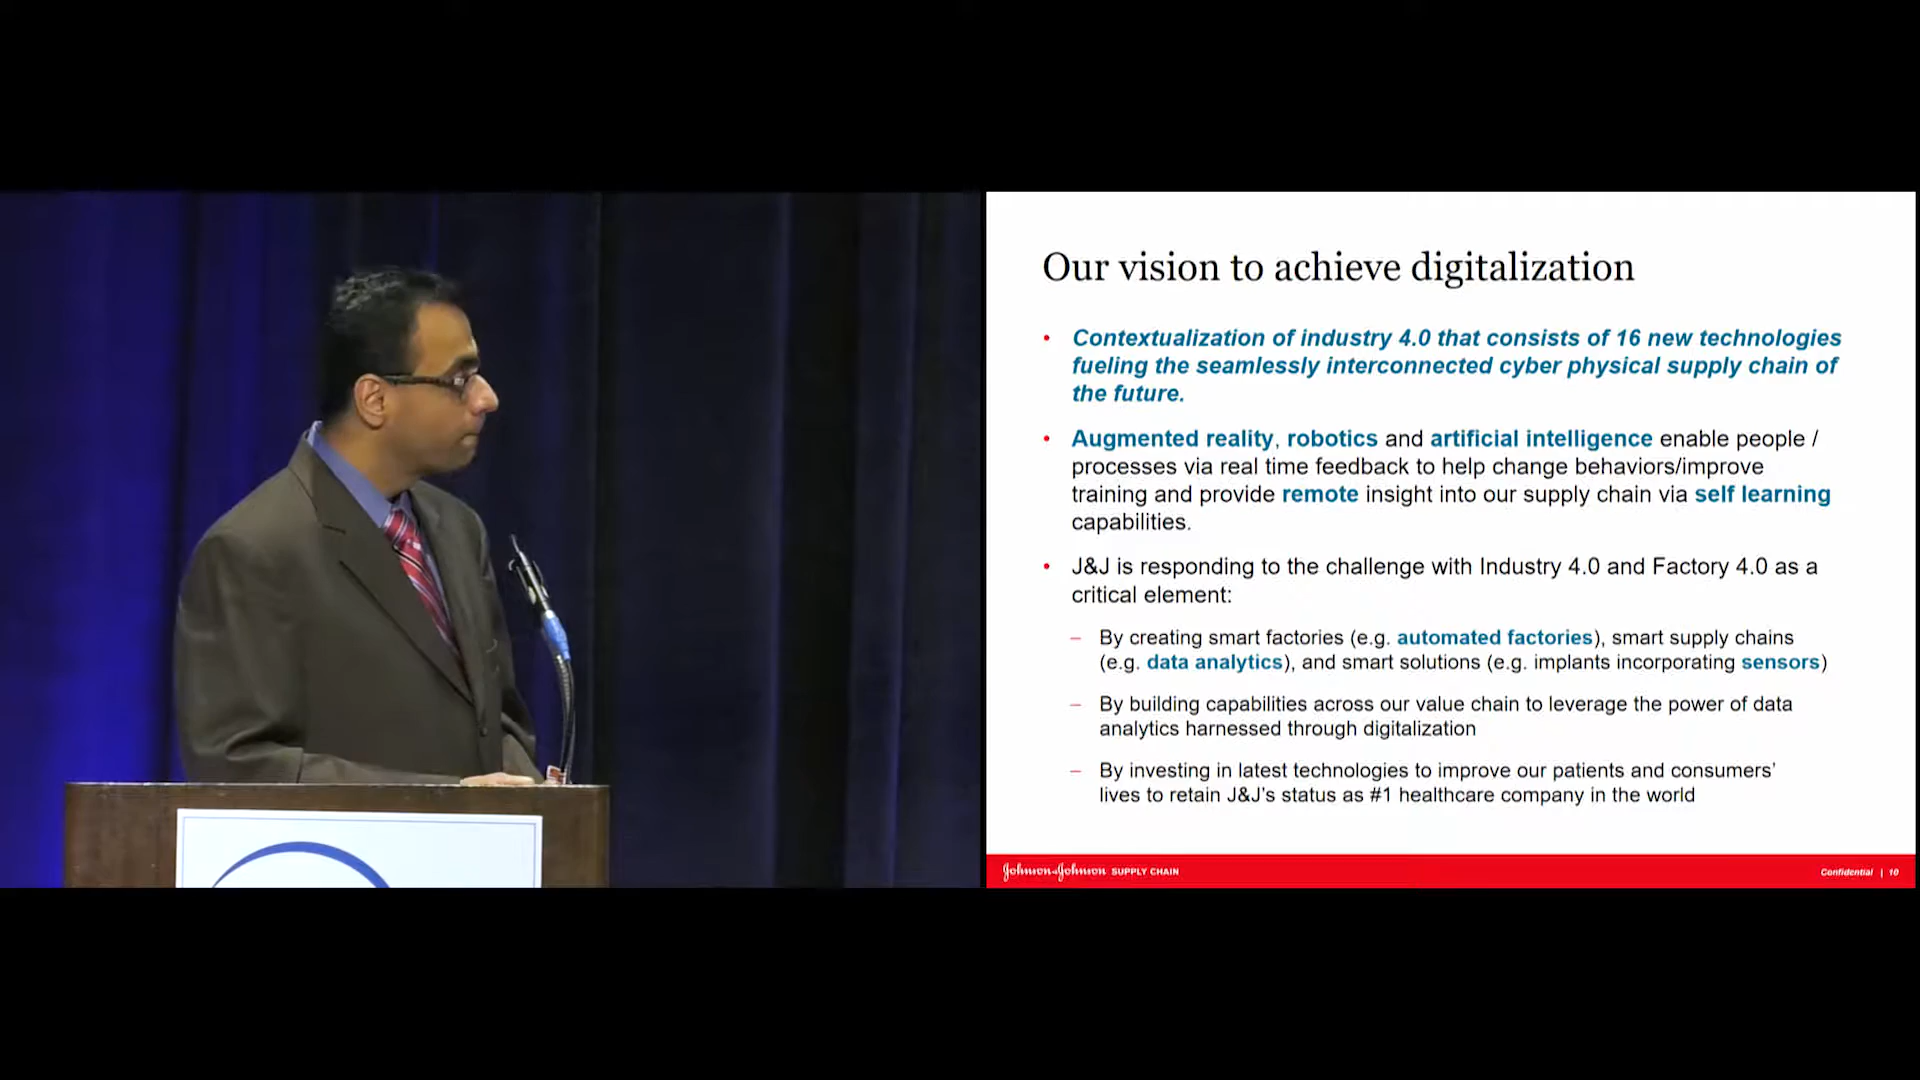 Our vision to achieve digitalization
• Contextualization of industry 4.0 that consists of 16 new technologies
fueling the seamlessly interconnected cyber physical supply chain of
the future.
• Augmented reality, robotics and artificial intelligence enable people /
processes via real time feedback to help change behaviors/improve
training and provide remote insight into our supply chain via self learning
capabilities.
• J&J is responding to the challenge with Industry 4.0 and Factory 4.0 as a
critical element:
– By creating smart factories (e.g. automated factories), smart supply chains
(e.g. data analytics), and smart solutions (e.g. implants incorporating sensors)
– By building capabilities across our value chain to leverage the power of data
analytics harnessed through digitalization
– By investing in latest technologies to improve our patients and consumers’
lives to retain J&J’s status as #1 healthcare company in the world
Johnson & Johnson SUPPLY CHAIN
Confidential | 10